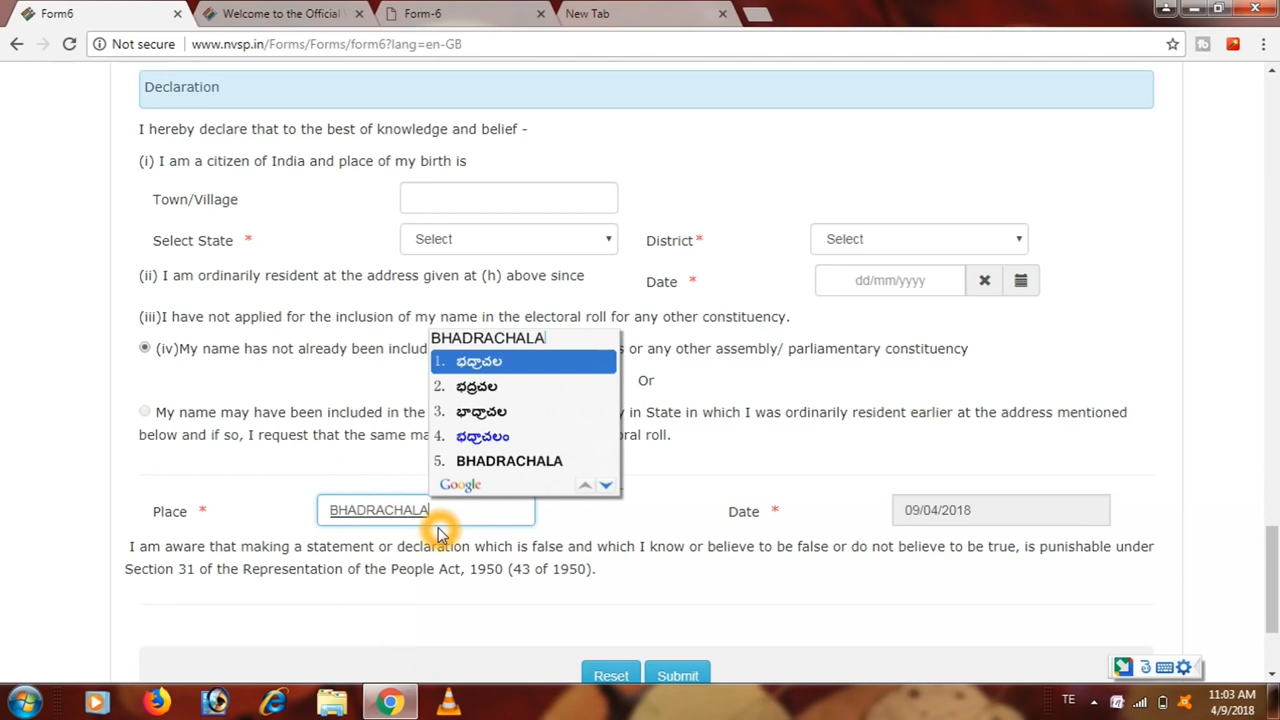 Form6
Welcome to the Official
Form-6
New Tab
Not secure
www.nvsp.in/Forms/Forms/form6?lang=en-GB
Declaration
I hereby declare that to the best of knowledge and belief -
(i) I am a citizen of India and place of my birth is
Town/Village
Select State * Select District* Select
(ii) I am ordinarily resident at the address given at (h) above since Date * dd/mm/yyyy
(iii)I have not applied for the inclusion of my name in the electoral roll for any other constituency.
BHADRACHALA
(iv)My name has not already been includ or any other assembly/ parliamentary constituency
1. భద్రాచల
Or
2. భద్రచల
3. భాద్రాచల
My name may have been included in the in State in which I was ordinarily resident earlier at the address mentioned
below and if so, I request that the same ma oral roll.
4. భద్రాచలం
5. BHADRACHALA
Google
Place * BHADRACHALA Date * 09/04/2018
I am aware that making a statement or declaration which is false and which I know or believe to be false or do not believe to be true, is punishable under
Section 31 of the Representation of the People Act, 1950 (43 of 1950).
Reset Submit
TE
11:03 AM
4/9/2018